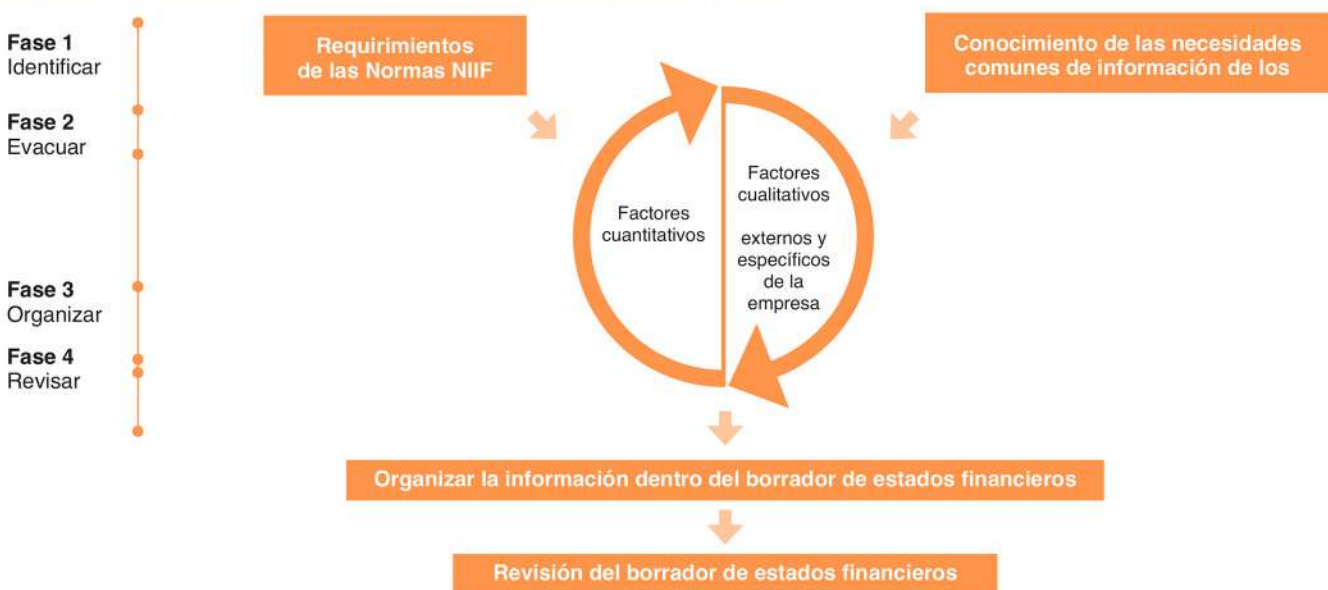 Fase 1
Identificar
Fase 2
Evacuar
Fase 3
Organizar
Fase 4
Revisar
Requirimientos
de las Normas NIIF
Conocimiento de las necesidades
comunes de información de los
Factores
cuantitativos
Factores
cualitativos
externos y
específicos
de la
empresa
Organizar la información dentro del borrador de estados financieros
Revisión del borrador de estados financieros